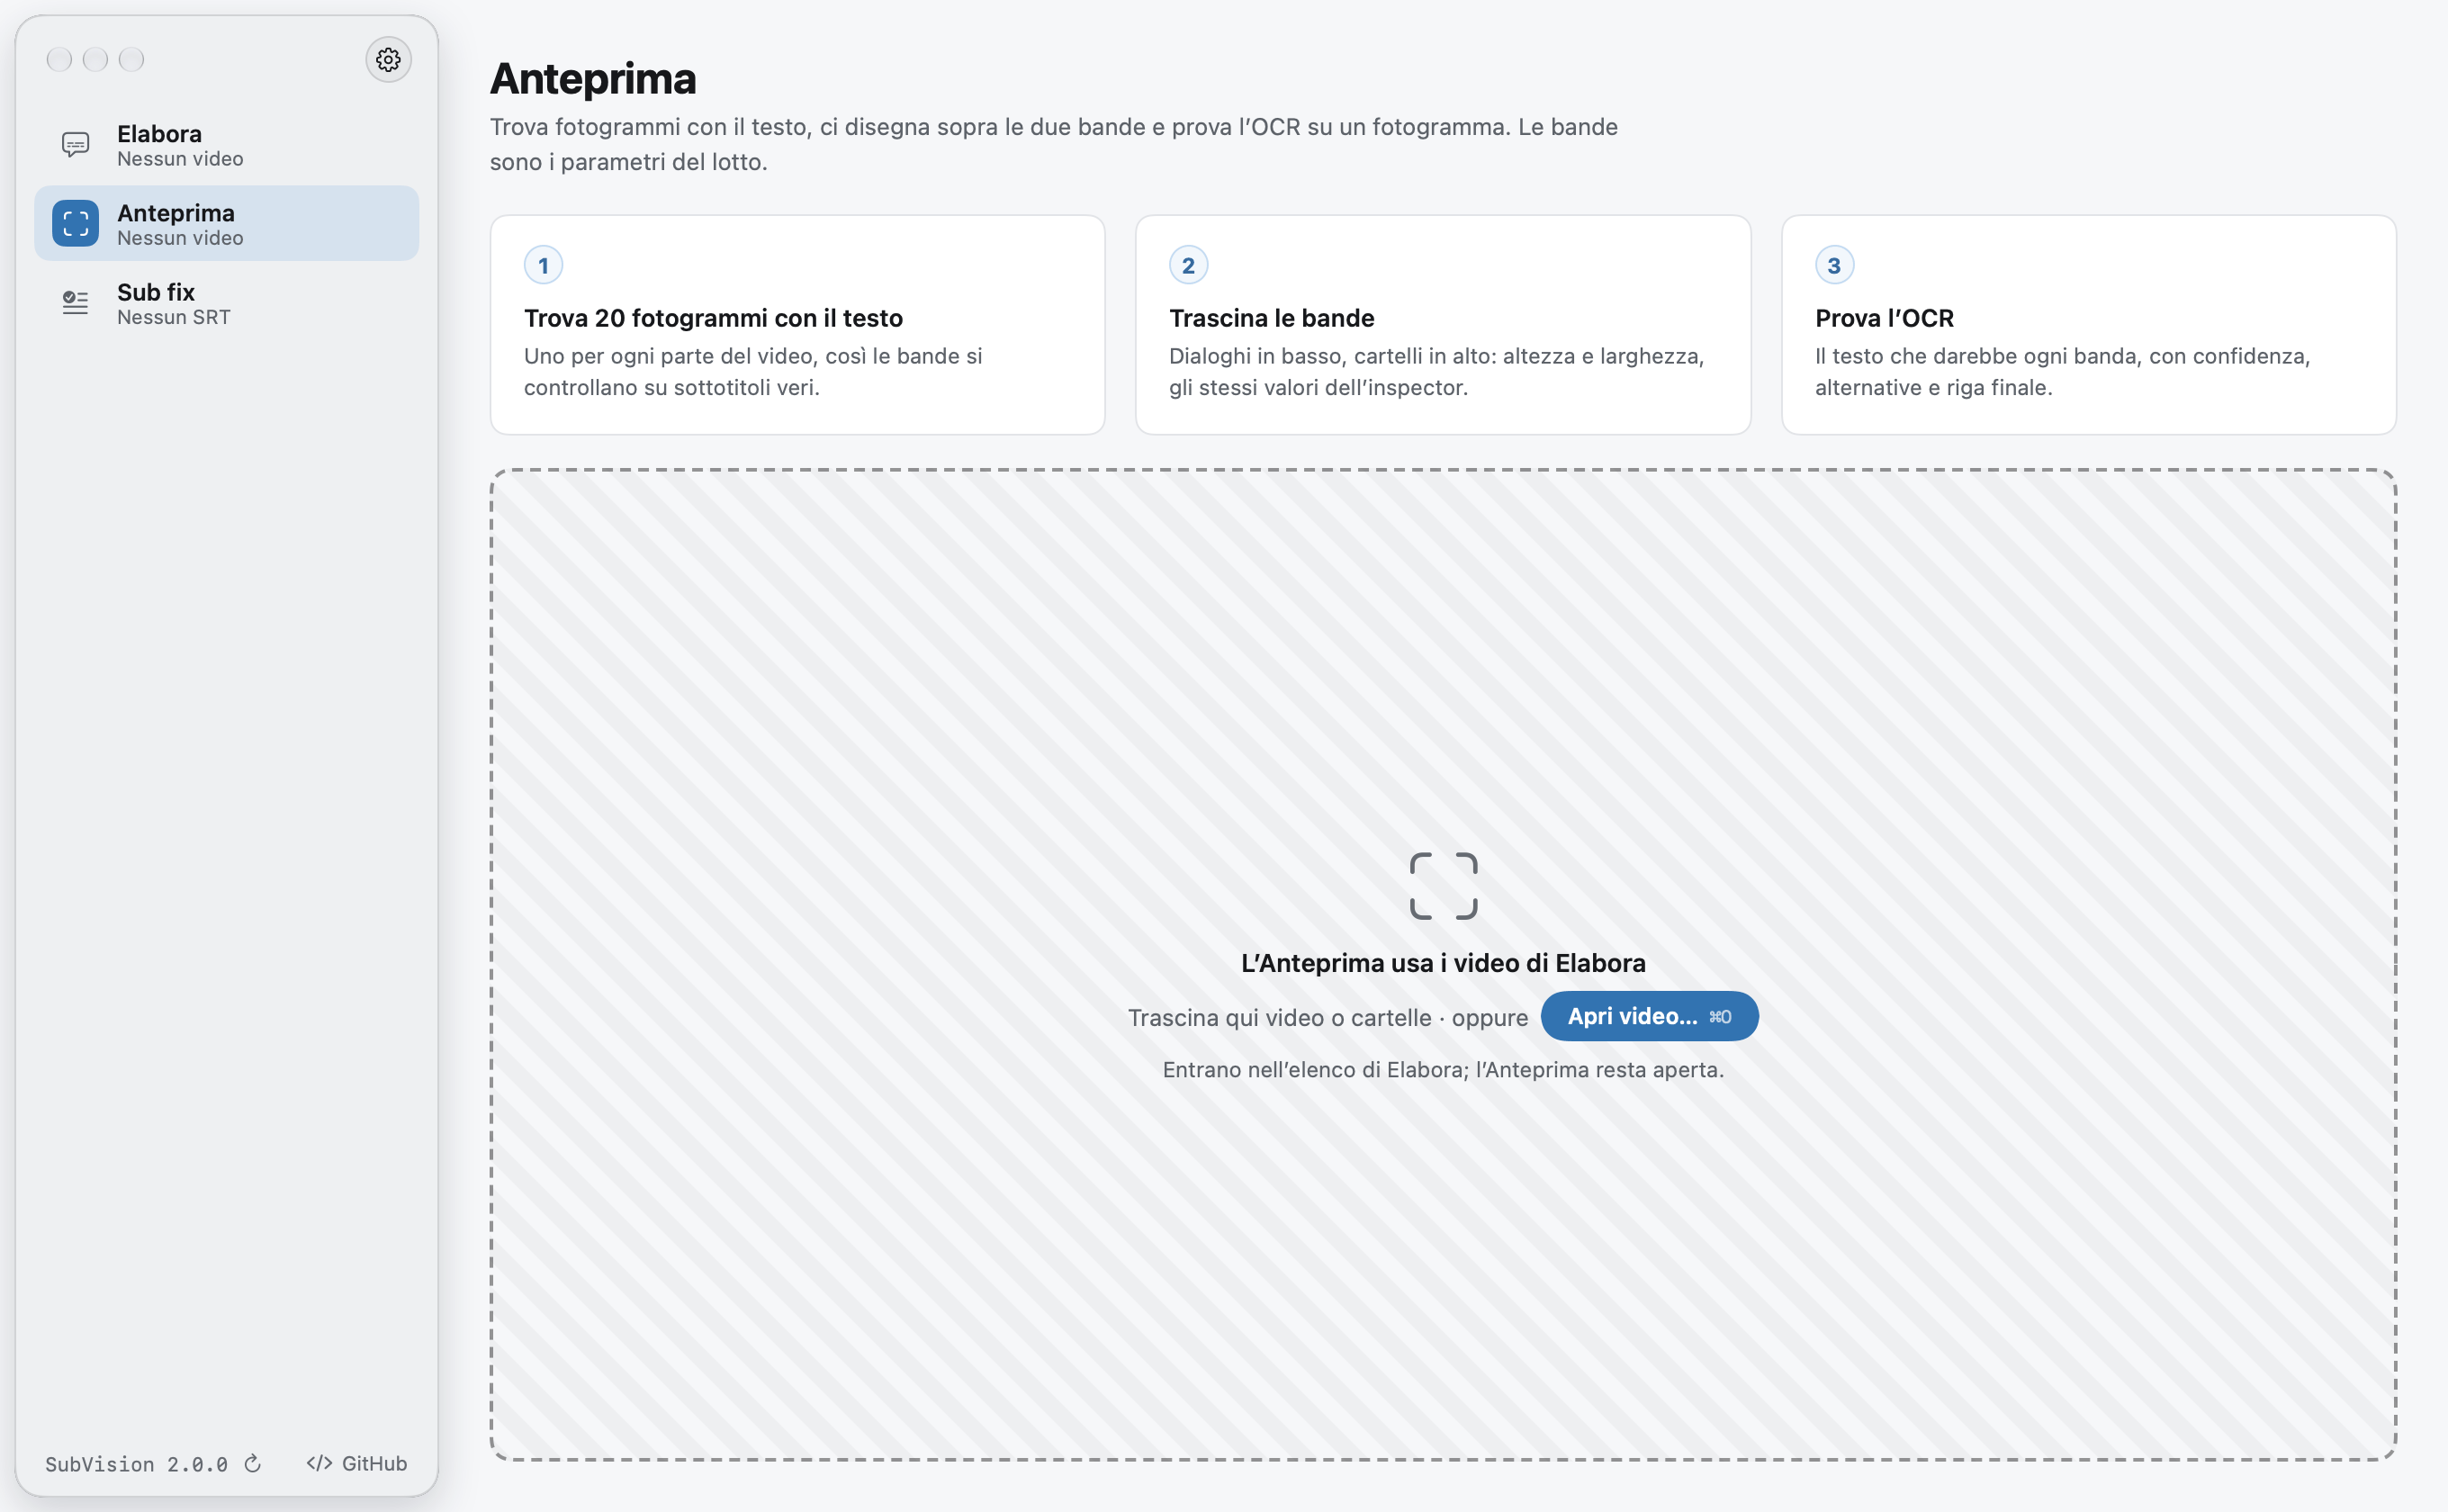 Elabora
Nessun video
Anteprima
Nessun video
Sub fix
Nessun SRT
SubVision 2.0.0
</> GitHub
Anteprima
Trova fotogrammi con il testo, ci disegna sopra le due bande e prova l’OCR su un fotogramma. Le bande
sono i parametri del lotto.
1
Trova 20 fotogrammi con il testo
Uno per ogni parte del video, così le bande si
controllano su sottotitoli veri.
2
Trascina le bande
Dialoghi in basso, cartelli in alto: altezza e larghezza,
gli stessi valori dell’inspector.
3
Prova l’OCR
Il testo che darebbe ogni banda, con confidenza,
alternative e riga finale.
L’Anteprima usa i video di Elabora
Trascina qui video o cartelle · oppure Apri video... ⌘O
Entrano nell’elenco di Elabora; l’Anteprima resta aperta.